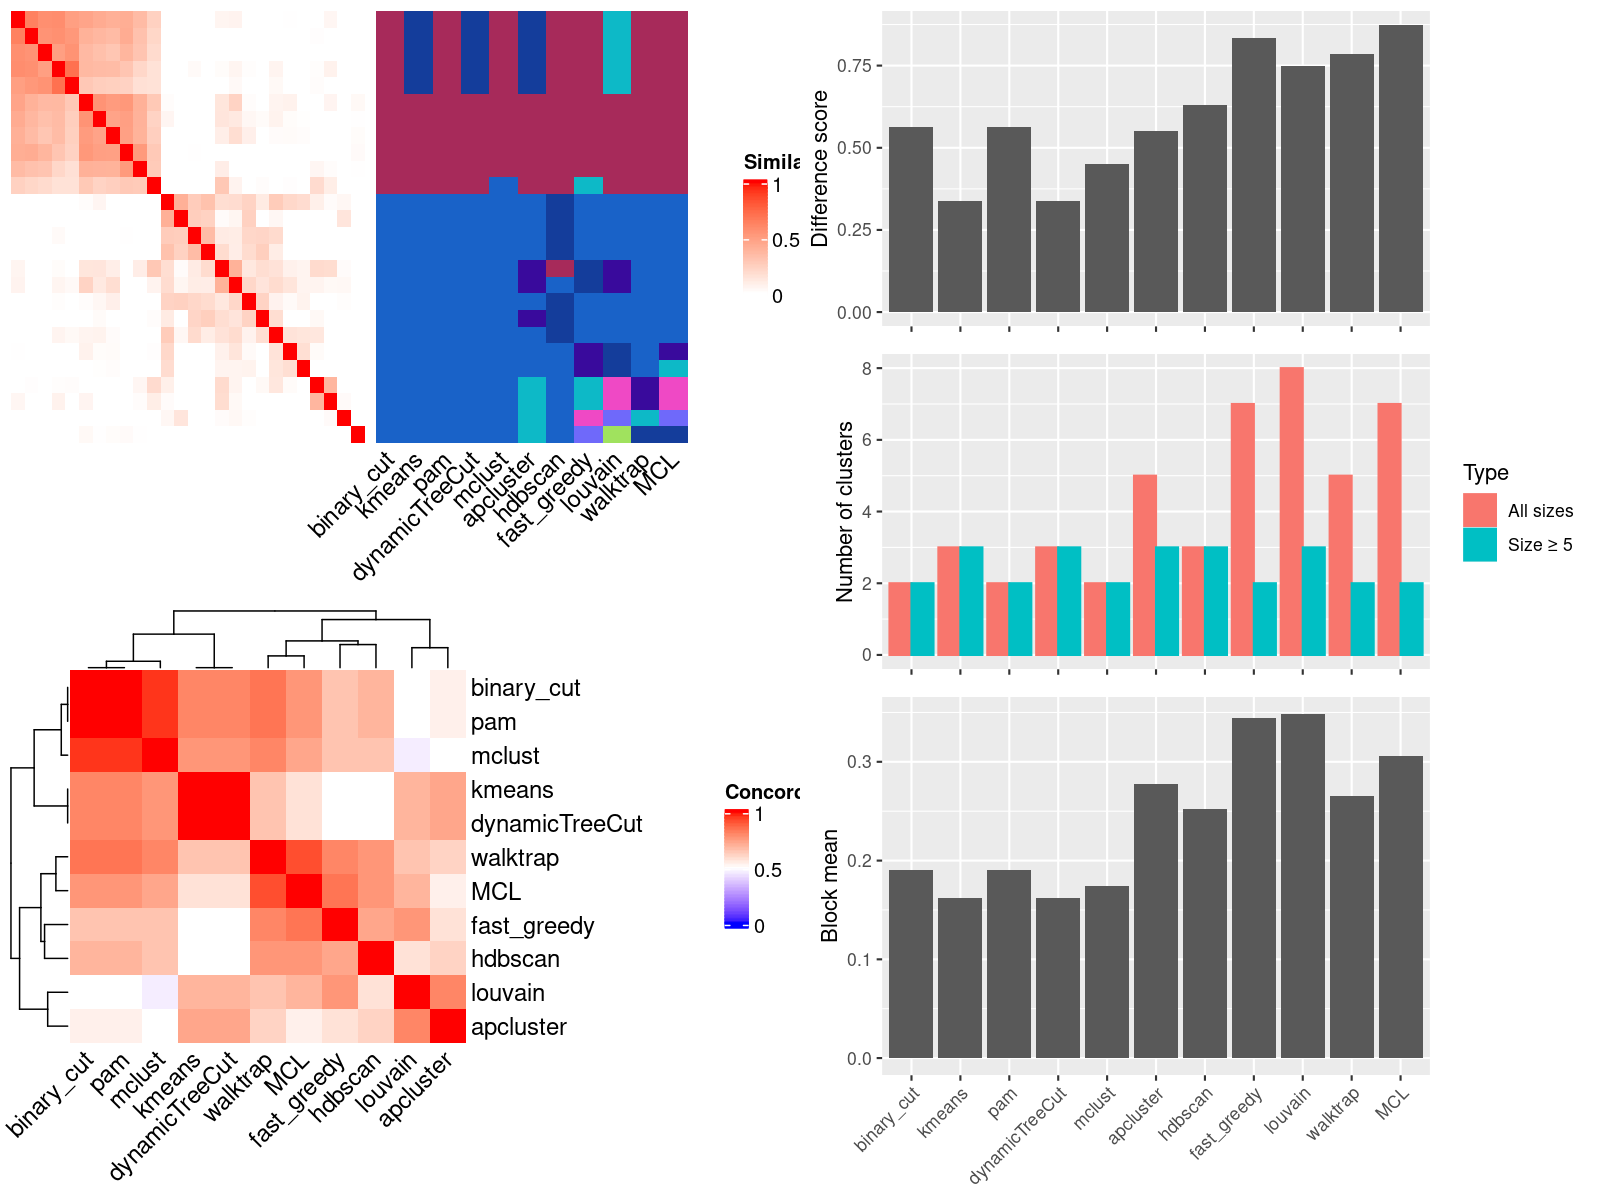 Simila
1
0.5
0
binary_cut
kmeans
pam
dynamicTreeCut
mclust
apcluster
hdbscan
fast_greedy
louvain
walktrap
MCL
binary_cut
pam
mclust
kmeans
dynamicTreeCut
walktrap
MCL
fast_greedy
hdbscan
louvain
apcluster
Concord
1
0.5
0
binary_cut
pam
mclust
kmeans
dynamicTreeCut
walktrap
MCL
fast_greedy
hdbscan
louvain
apcluster
Difference score
0.75
0.50
0.25
0.00
Number of clusters
8
6
4
2
0
Type
All sizes
Size ≥ 5
Block mean
0.3
0.2
0.1
0.0
binary_cut
kmeans
pam
dynamicTreeCut
mclust
apcluster
hdbscan
fast_greedy
louvain
walktrap
MCL